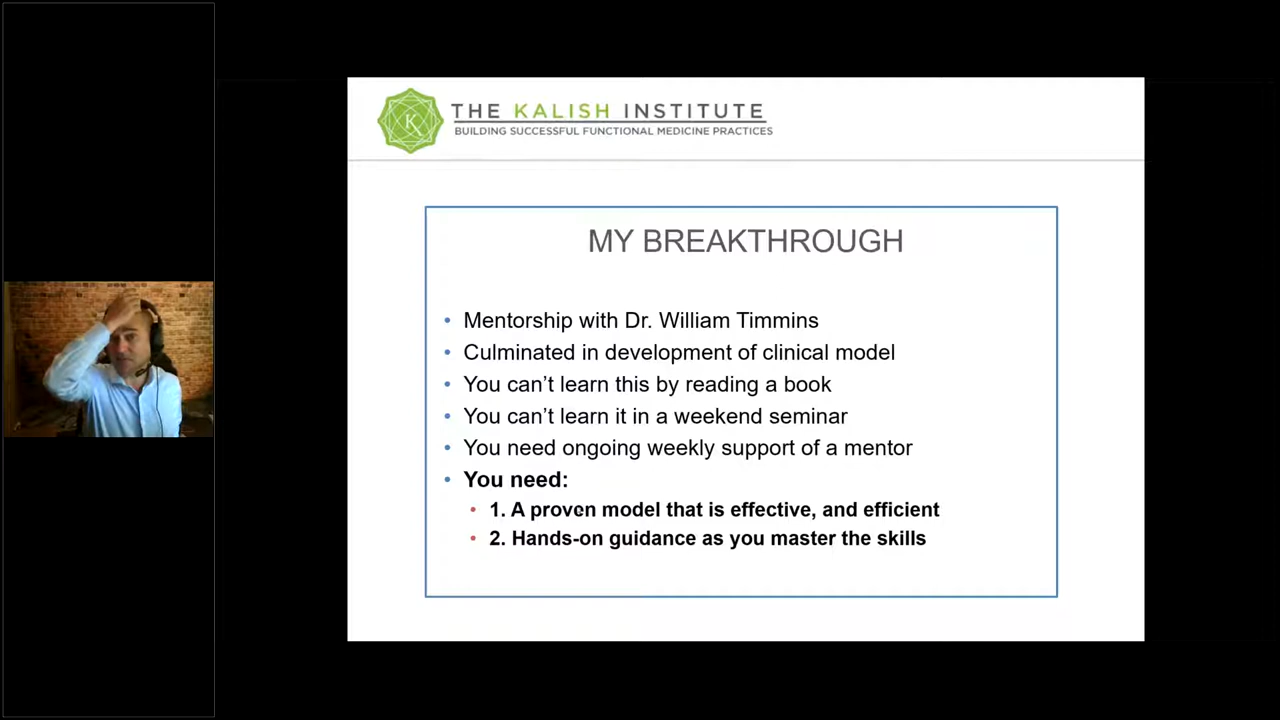 THE KALISH INSTITUTE
BUILDING SUCCESSFUL FUNCTIONAL MEDICINE PRACTICES
K
MY BREAKTHROUGH
• Mentorship with Dr. William Timmins
• Culminated in development of clinical model
• You can’t learn this by reading a book
• You can’t learn it in a weekend seminar
• You need ongoing weekly support of a mentor
• You need:
• 1. A proven model that is effective, and efficient
• 2. Hands-on guidance as you master the skills